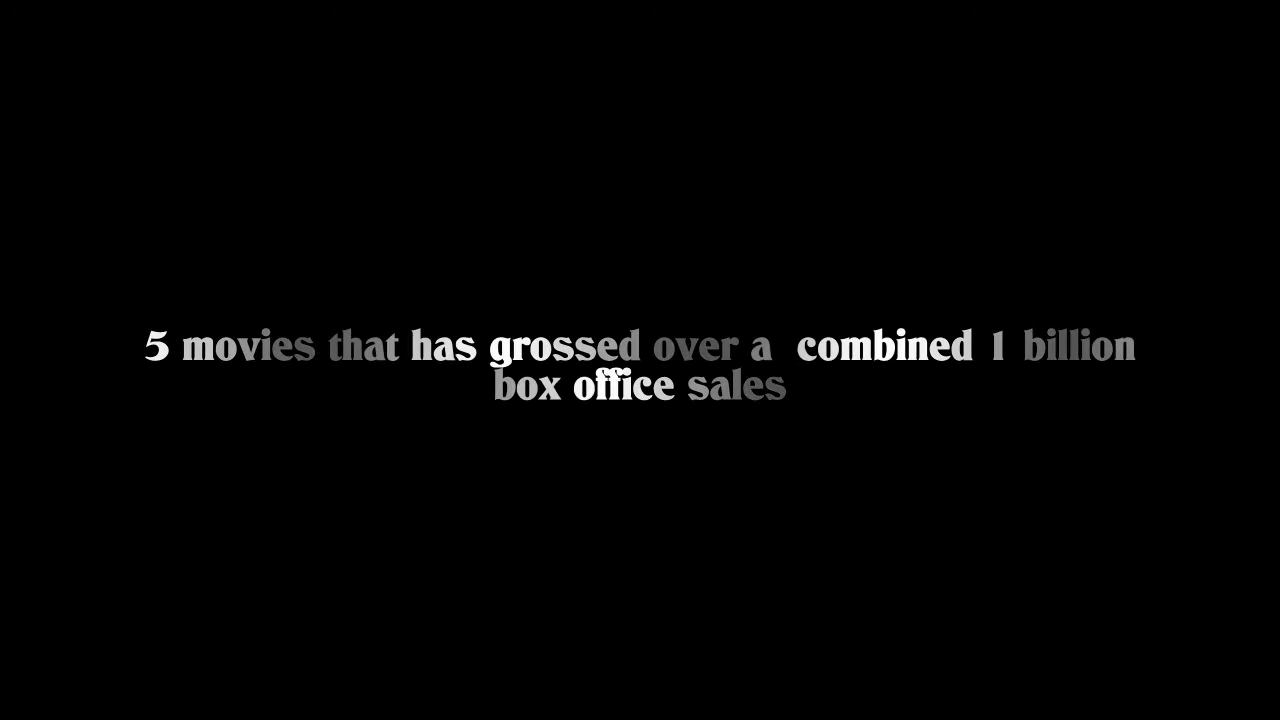 5 movies that has grossed over a combined 1 billion
box office sales